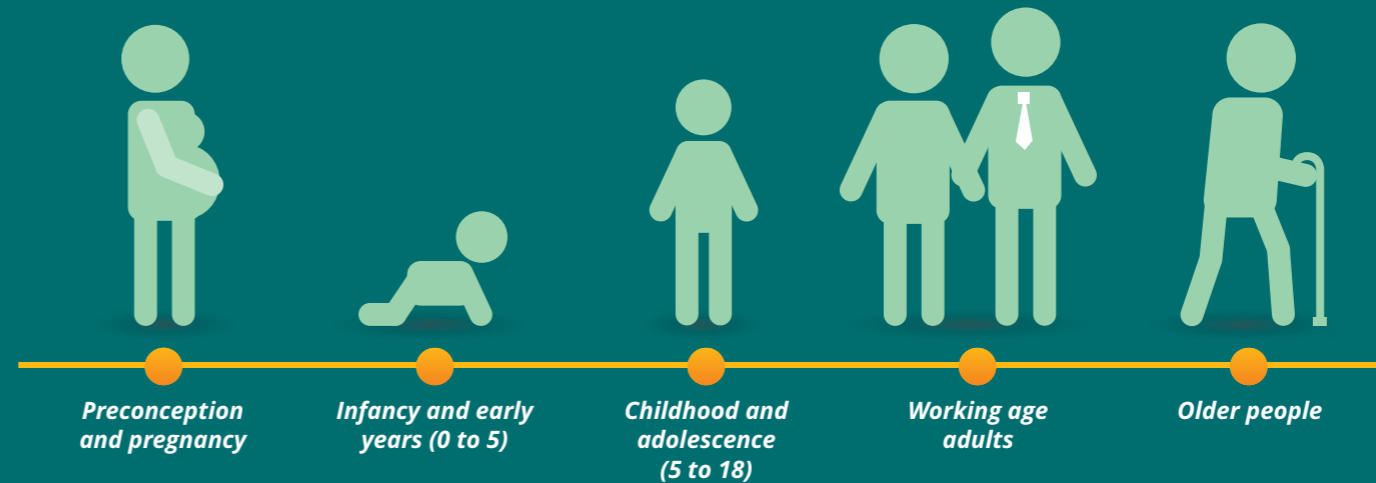 Preconception
and pregnancy
Infancy and early
years (0 to 5)
Childhood and
adolescence
(5 to 18)
Working age
adults
Older people